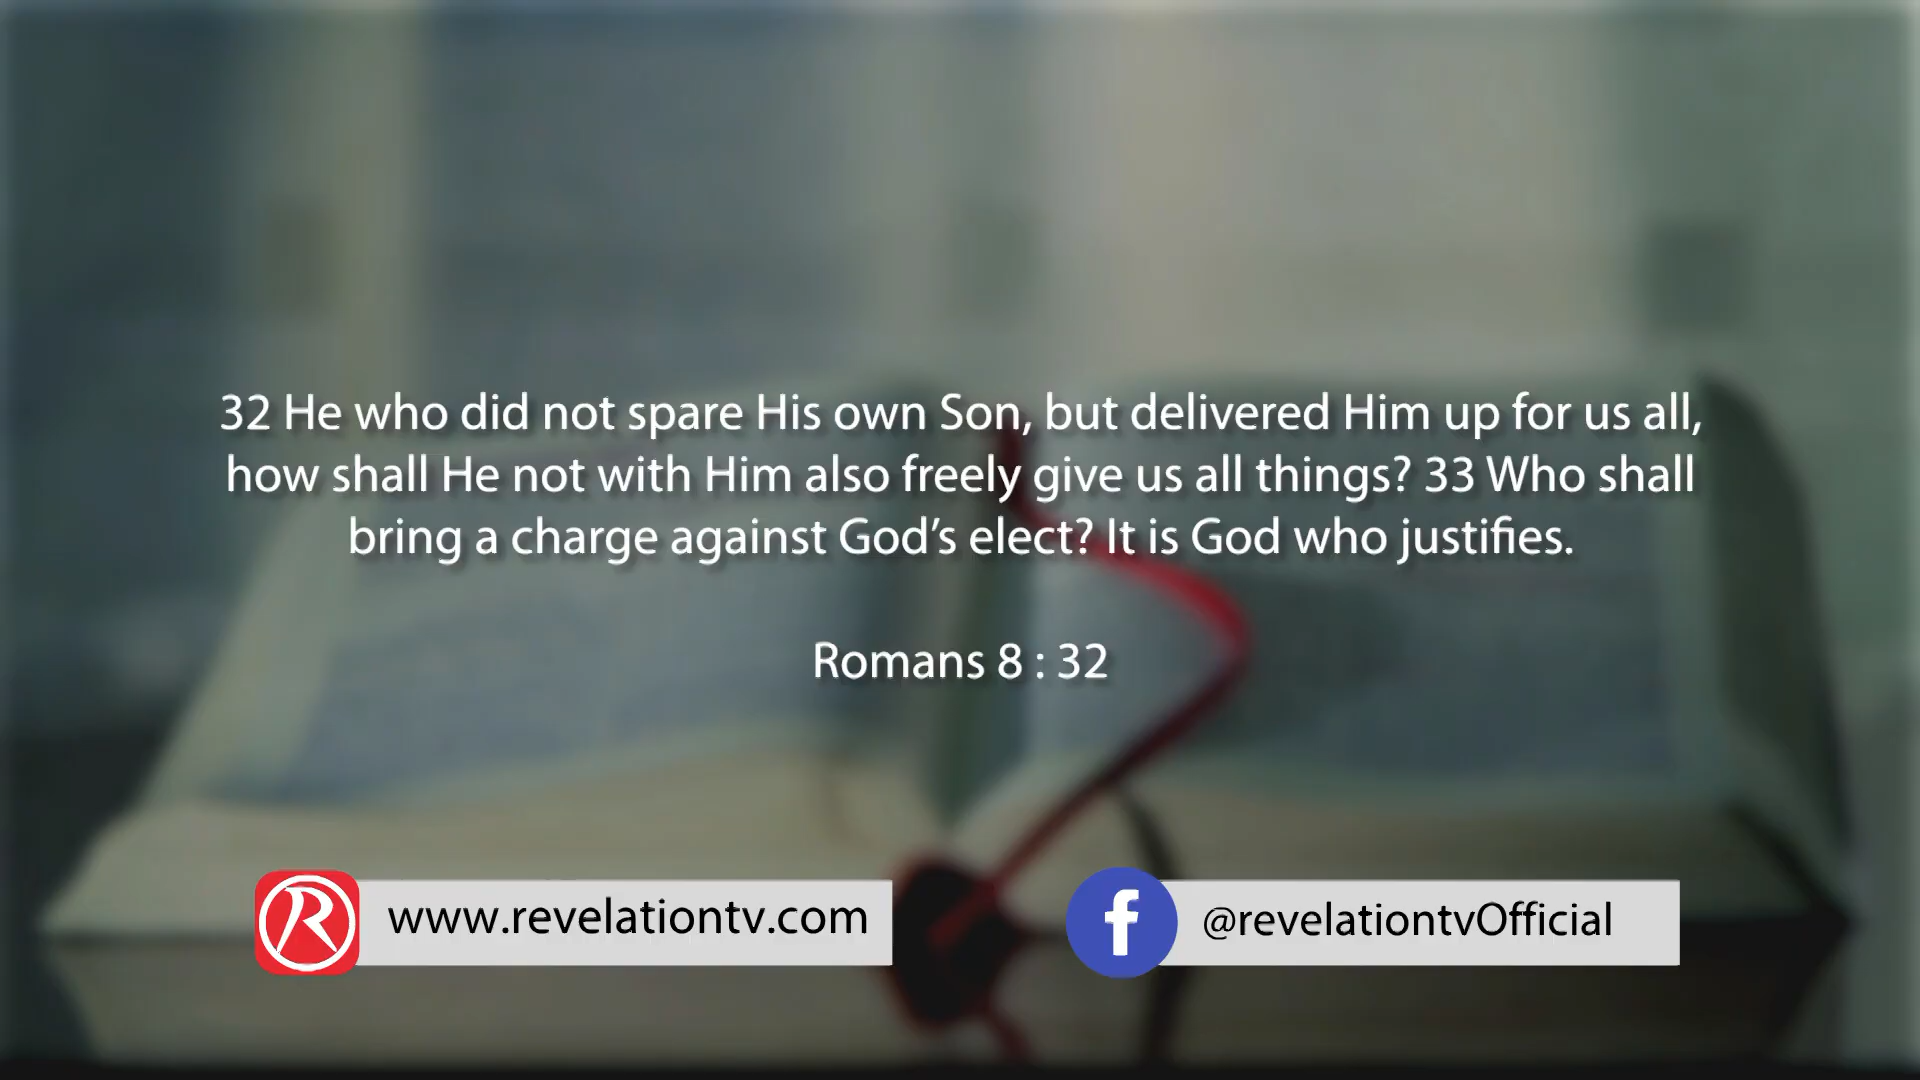 32 He who did not spare His own Son, but delivered Him up for us all,
how shall He not with Him also freely give us all things? 33 Who shall
bring a charge against God’s elect? It is God who justifies.
Romans 8 : 32
www.revelationtv.com
@revelationtvOfficial